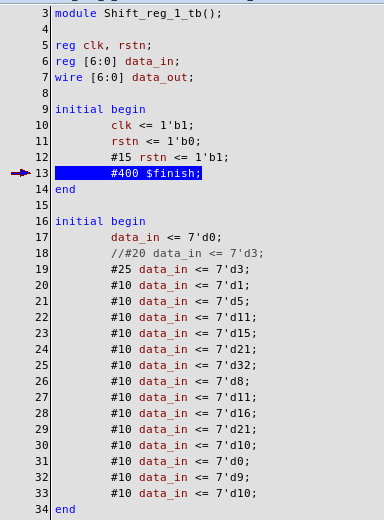 3 module Shift_reg_1_tb();
4
5 reg clk, rstn;
6 reg [6:0] data_in;
7 wire [6:0] data_out;
8
9 initial begin
10 clk <= 1'b1;
11 rstn <= 1'b0;
12 #15 rstn <= 1'b1;
13 #400 $finish;
14 end
15
16 initial begin
17 data_in <= 7'd0;
18 //#20 data_in <= 7'd3;
19 #25 data_in <= 7'd3;
20 #10 data_in <= 7'd1;
21 #10 data_in <= 7'd5;
22 #10 data_in <= 7'd11;
23 #10 data_in <= 7'd15;
24 #10 data_in <= 7'd21;
25 #10 data_in <= 7'd32;
26 #10 data_in <= 7'd8;
27 #10 data_in <= 7'd11;
28 #10 data_in <= 7'd16;
29 #10 data_in <= 7'd21;
30 #10 data_in <= 7'd10;
31 #10 data_in <= 7'd0;
32 #10 data_in <= 7'd9;
33 #10 data_in <= 7'd10;
34 end